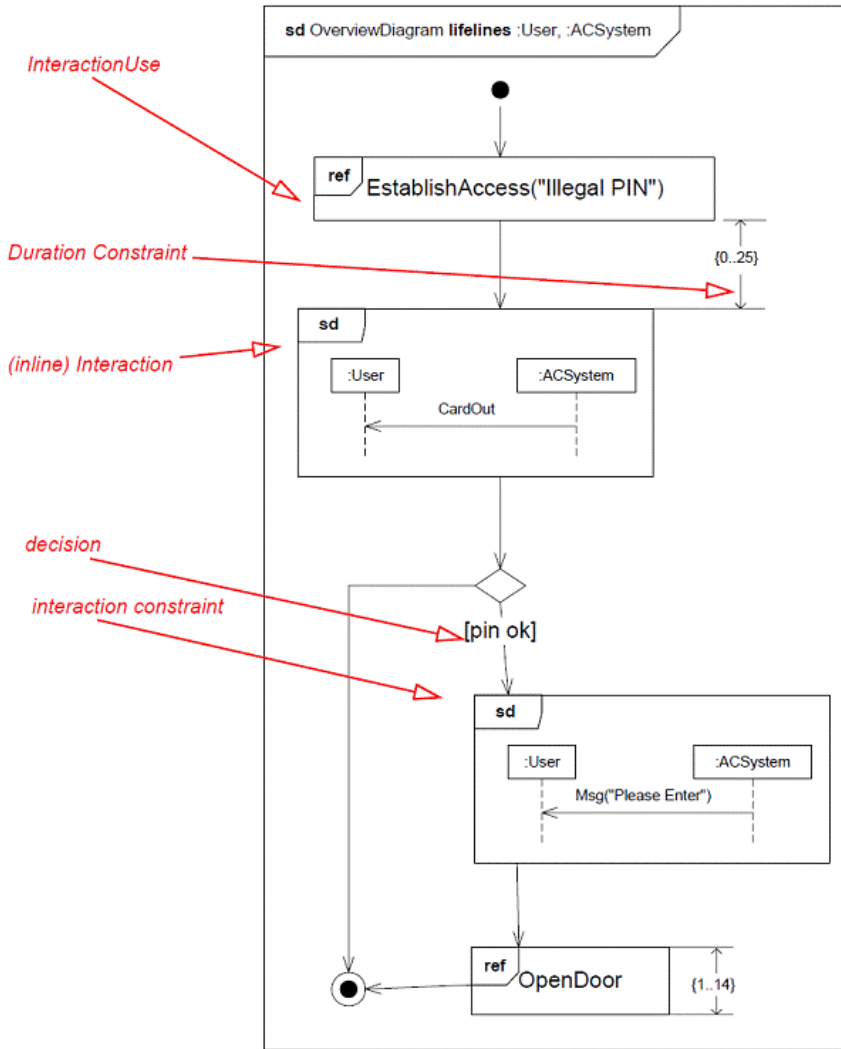 sd OverviewDiagram lifelines :User, :ACSystem
InteractionUse
ref
EstablishAccess("Illegal PIN")
Duration Constraint
{0..25}
sd
(inline) Interaction
:User
:ACSystem
CardOut
decision
interaction constraint
[pin ok]
sd
:User
:ACSystem
Msg("Please Enter")
ref
OpenDoor
{1..14}